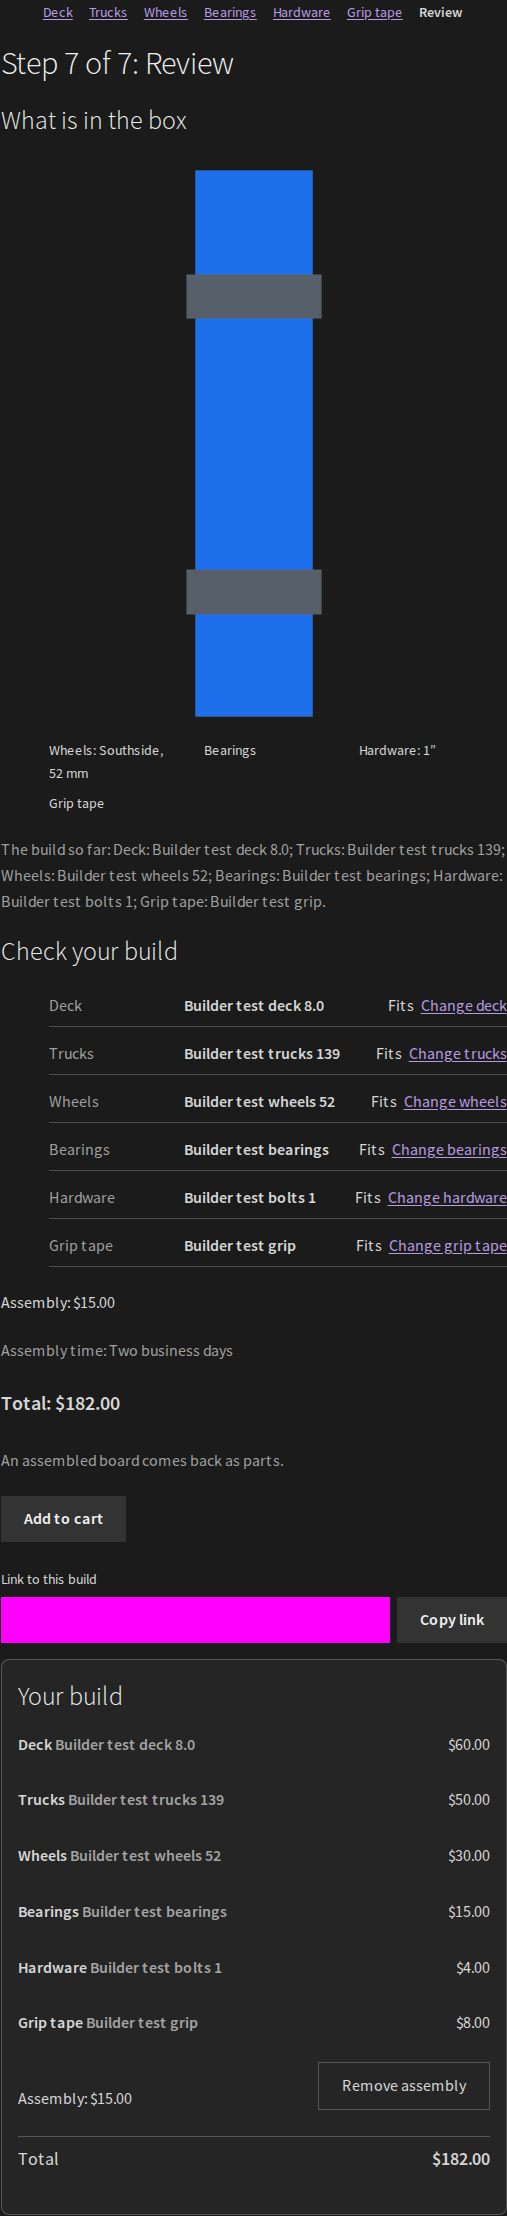 Deck Trucks Wheels Bearings Hardware Grip tape Review
Step 7 of 7: Review
What is in the box
Wheels: Southside, 52 mm
Bearings
Hardware: 1″
Grip tape
The build so far: Deck: Builder test deck 8.0; Trucks: Builder test trucks 139;
Wheels: Builder test wheels 52; Bearings: Builder test bearings; Hardware:
Builder test bolts 1; Grip tape: Builder test grip.
Check your build
Deck Builder test deck 8.0 Fits Change deck
Trucks Builder test trucks 139 Fits Change trucks
Wheels Builder test wheels 52 Fits Change wheels
Bearings Builder test bearings Fits Change bearings
Hardware Builder test bolts 1 Fits Change hardware
Grip tape Builder test grip Fits Change grip tape
Assembly: $15.00
Assembly time: Two business days
Total: $182.00
An assembled board comes back as parts.
Add to cart
Link to this build
Copy link
Your build
Deck Builder test deck 8.0 $60.00
Trucks Builder test trucks 139 $50.00
Wheels Builder test wheels 52 $30.00
Bearings Builder test bearings $15.00
Hardware Builder test bolts 1 $4.00
Grip tape Builder test grip $8.00
Assembly: $15.00 Remove assembly
Total $182.00